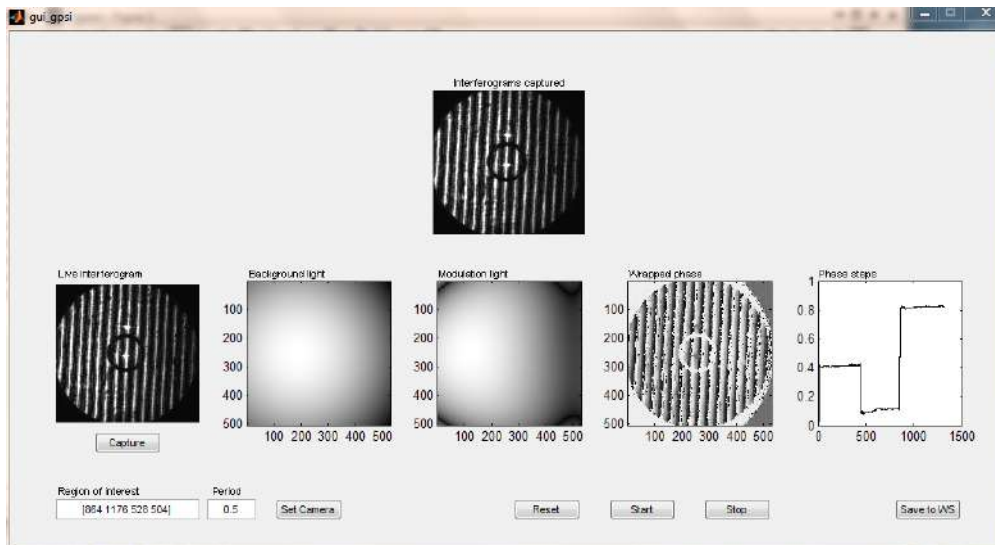 gui_gpsi
Interferograms captured
Live interferogram
Background light
Modulation light
Wrapped phase
Phase steps
100
200
300
400
500
100 200 300 400 500
100
200
300
400
500
100 200 300 400 500
100
200
300
400
500
100 200 300 400 500
1
0.8
0.6
0.4
0.2
0
0 500 1000 1500
Capture
Region of interest
Period
[864 1176 528 504]
0.5
Set Camera
Reset
Start
Stop
Save to WS